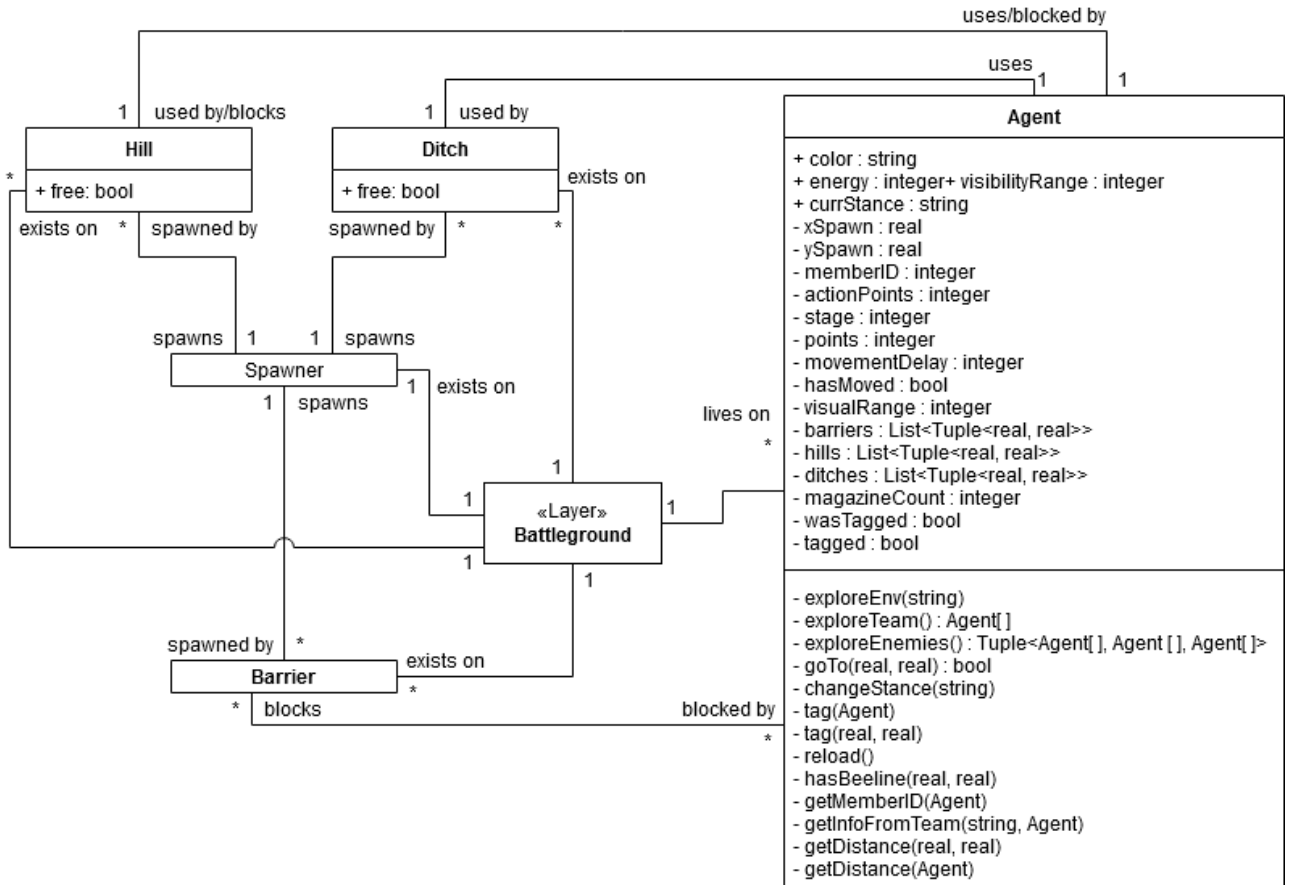 uses/blocked by
uses
1
1
1
used by/blocks
1
used by
Hill
+ free: bool
Ditch
+ free: bool
*
exists on
*
spawned by
spawned by
*
exists on
*
spawns
1
1
spawns
Spawner
1
spawns
1
exists on
lives on
*
1
1
1
«Layer»
Battleground
1
1
spawned by
*
Barrier
exists on
*
*
blocks
blocked by
*
Agent
+ color : string
+ energy : integer+ visibilityRange : integer
+ currStance : string
- xSpawn : real
- ySpawn : real
- memberID : integer
- actionPoints : integer
- stage : integer
- points : integer
- movementDelay : integer
- hasMoved : bool
- visualRange : integer
- barriers : List<Tuple<real, real>>
- hills : List<Tuple<real, real>>
- ditches : List<Tuple<real, real>>
- magazineCount : integer
- wasTagged : bool
- tagged : bool
- exploreEnv(string)
- exploreTeam() : Agent[ ]
- exploreEnemies() : Tuple<Agent[ ], Agent [ ], Agent[ ]>
- goTo(real, real) : bool
- changeStance(string)
- tag(Agent)
- tag(real, real)
- reload()
- hasBeeline(real, real)
- getMemberID(Agent)
- getInfoFromTeam(string, Agent)
- getDistance(real, real)
- getDistance(Agent)